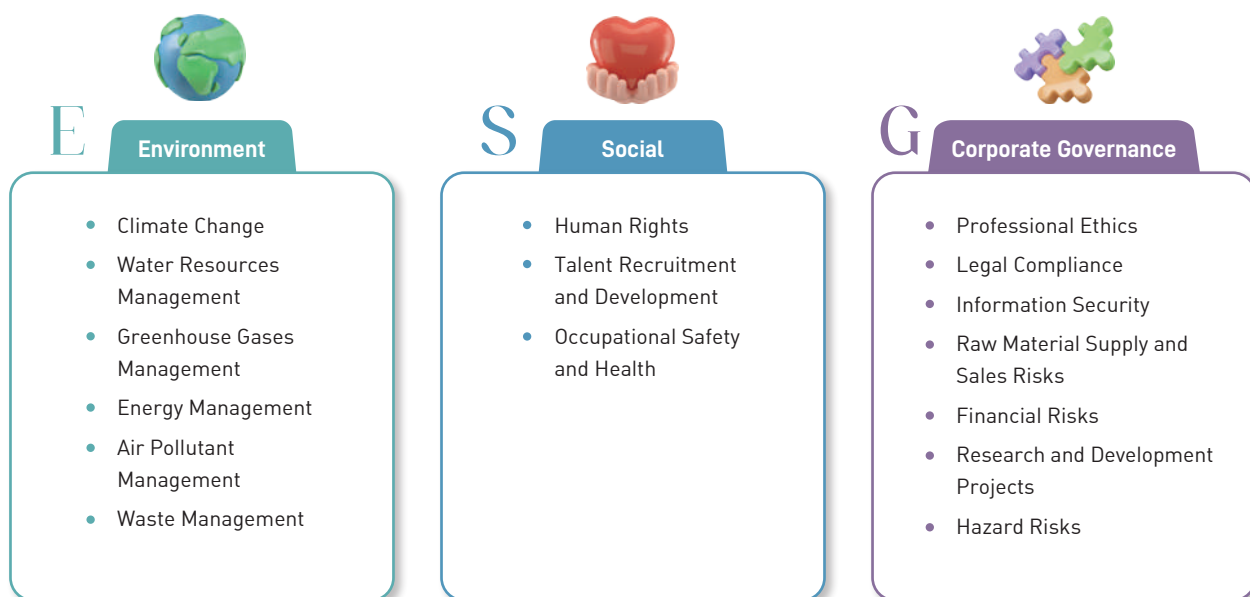 E
Environment
Climate Change
Water Resources
Management
Greenhouse Gases
Management
Energy Management
Air Pollutant
Management
Waste Management
S
Social
Human Rights
Talent Recruitment
and Development
Occupational Safety
and Health
G
Corporate Governance
Professional Ethics
Legal Compliance
Information Security
Raw Material Supply and
Sales Risks
Financial Risks
Research and Development
Projects
Hazard Risks